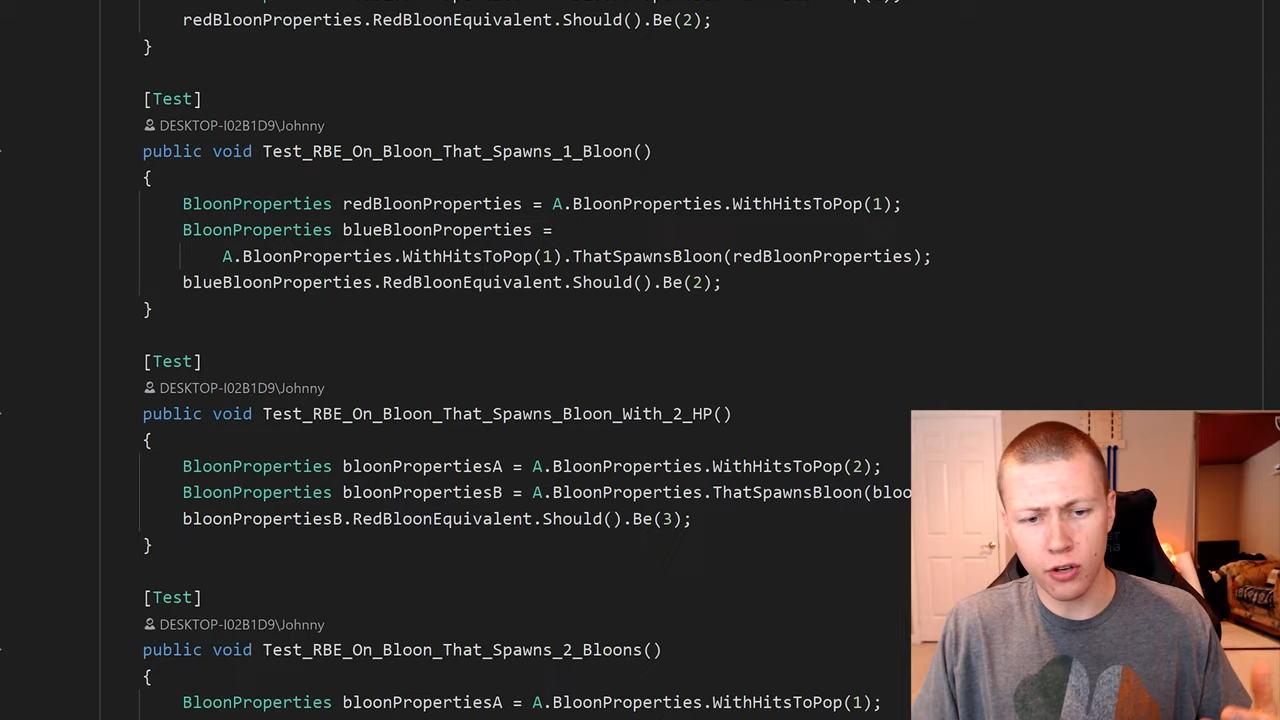 redBloonProperties.RedBloonEquivalent.Should().Be(2);
}
[Test]
DESKTOP-I02B1D9\Johnny
public void Test_RBE_On_Bloon_That_Spawns_1_Bloon()
{
BloonProperties redBloonProperties = A.BloonProperties.WithHitsToPop(1);
BloonProperties blueBloonProperties =
A.BloonProperties.WithHitsToPop(1).ThatSpawnsBloon(redBloonProperties);
blueBloonProperties.RedBloonEquivalent.Should().Be(2);
}
[Test]
DESKTOP-I02B1D9\Johnny
public void Test_RBE_On_Bloon_That_Spawns_Bloon_With_2_HP()
{
BloonProperties bloonPropertiesA = A.BloonProperties.WithHitsToPop(2);
BloonProperties bloonPropertiesB = A.BloonProperties.ThatSpawnsBloon(bloo
bloonPropertiesB.RedBloonEquivalent.Should().Be(3);
}
[Test]
DESKTOP-I02B1D9\Johnny
public void Test_RBE_On_Bloon_That_Spawns_2_Bloons()
{
BloonProperties bloonPropertiesA = A.BloonProperties.WithHitsToPop(1);